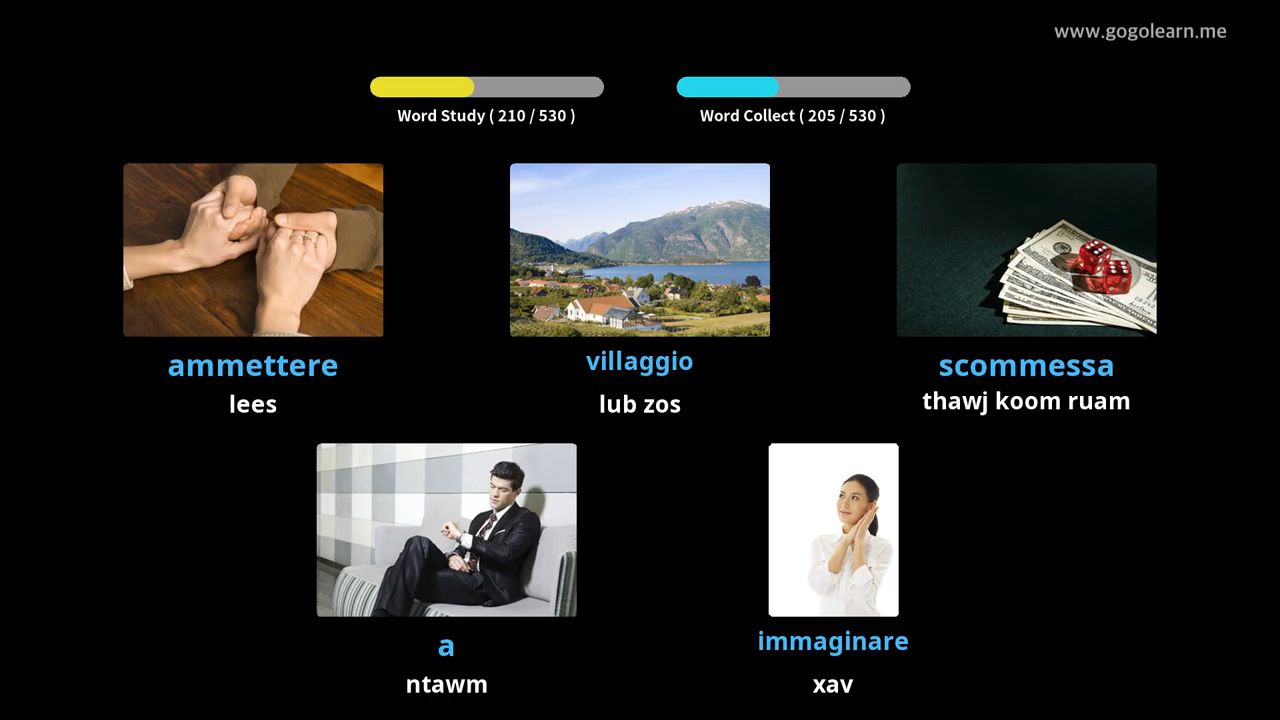 www.gogolearn.me
Word Study ( 210 / 530 )
Word Collect ( 205 / 530 )
ammettere
lees
villaggio
lub zos
scommessa
thawj koom ruam
a
ntawm
immaginare
xav